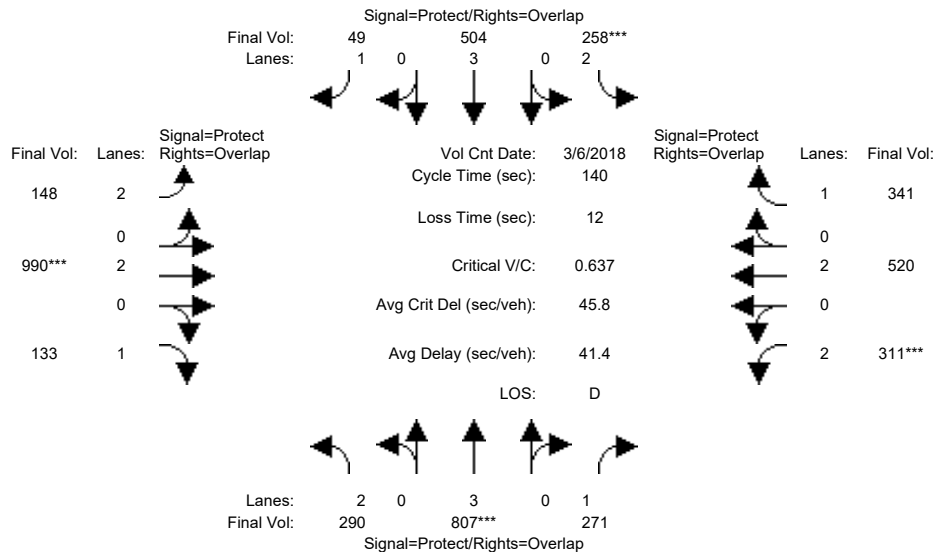 Signal=Protect/Rights=Overlap
Final Vol: 49 504 258***
Lanes: 1 0 3 0 2
Signal=Protect
Final Vol: Lanes: Rights=Overlap
Vol Cnt Date: 3/6/2018
Signal=Protect
Rights=Overlap Lanes: Final Vol:
Cycle Time (sec): 140
148 2
1 341
Loss Time (sec): 12
0
0
990*** 2
Critical V/C: 0.637
2 520
0
Avg Crit Del (sec/veh): 45.8
0
133 1
Avg Delay (sec/veh): 41.4
2 311***
LOS: D
Lanes: 2 0 3 0 1
Final Vol: 290 807*** 271
Signal=Protect/Rights=Overlap